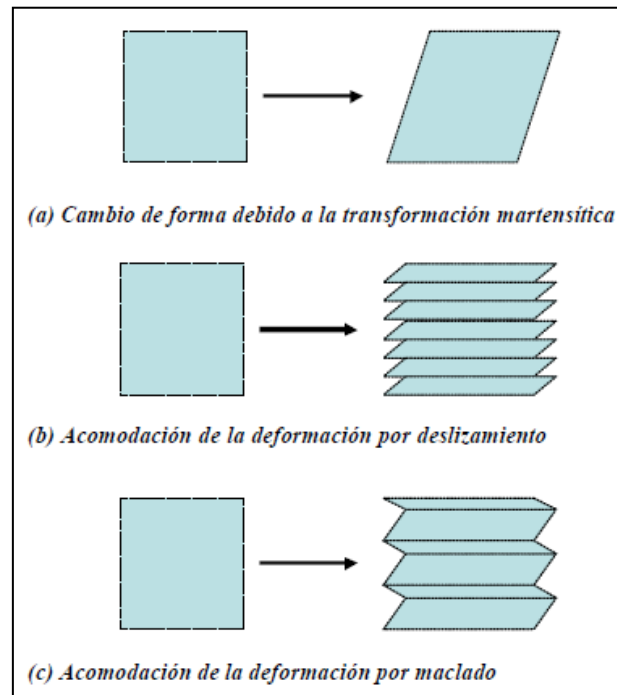 (a) Cambio de forma debido a la transformación martensítica
(b) Acomodación de la deformación por deslizamiento
(c) Acomodación de la deformación por maclado